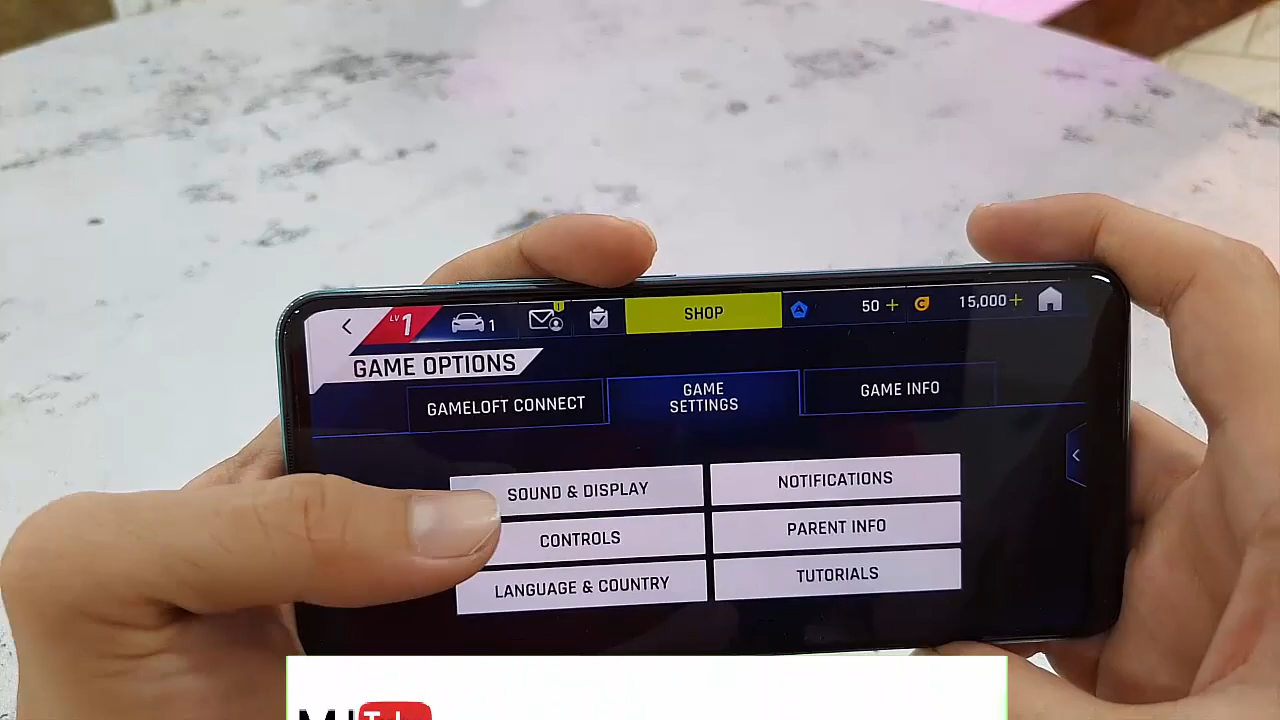 LV 1
1
SHOP
50 +
15,000 +
GAME OPTIONS
GAMELOFT CONNECT
GAME
SETTINGS
GAME INFO
SOUND & DISPLAY
NOTIFICATIONS
CONTROLS
PARENT INFO
LANGUAGE & COUNTRY
TUTORIALS